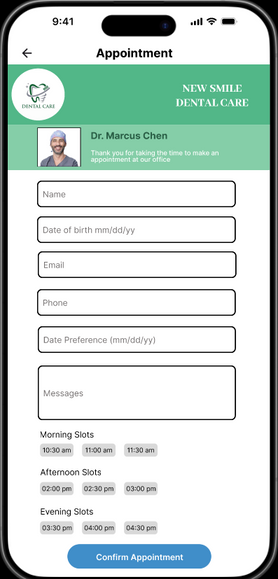 9:41
Appointment
DENTAL CARE
NEW SMILE
DENTAL CARE
Dr. Marcus Chen
Thank you for taking the time to make an
appointment at our office
Name
Date of birth mm/dd/yy
Email
Phone
Date Preference (mm/dd/yy)
Messages
Morning Slots
10:30 am 11:00 am 11:30 am
Afternoon Slots
02:00 pm 02:30 pm 03:00 pm
Evening Slots
03:30 pm 04:00 pm 04:30 pm
Confirm Appointment